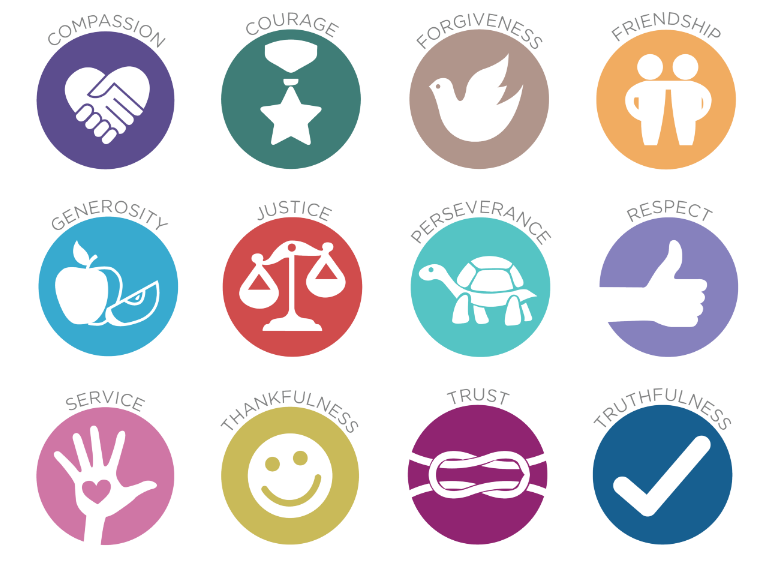 COMPASSION
COURAGE
FORGIVENESS
FRIENDSHIP
GENEROSITY
JUSTICE
PERSEVERANCE
RESPECT
SERVICE
THANKFULNESS
TRUST
TRUTHFULNESS